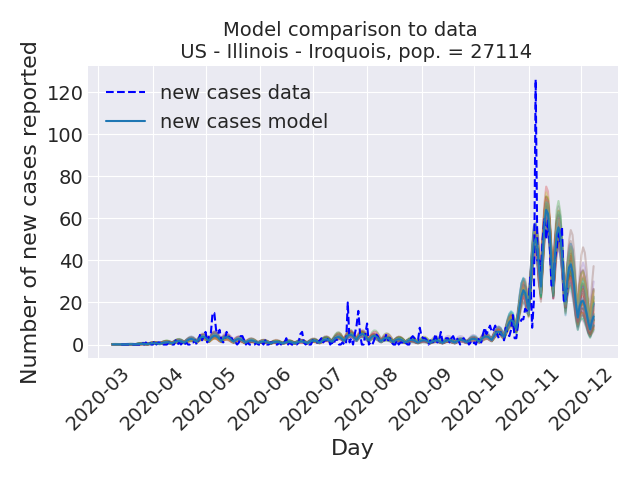 Model comparison to data
US - Illinois - Iroquois, pop. = 27114
Number of new cases reported
120
100
80
60
40
20
0
new cases data
new cases model
2020-03
2020-04
2020-05
2020-06
2020-07
2020-08
2020-09
2020-10
2020-11
2020-12
Day